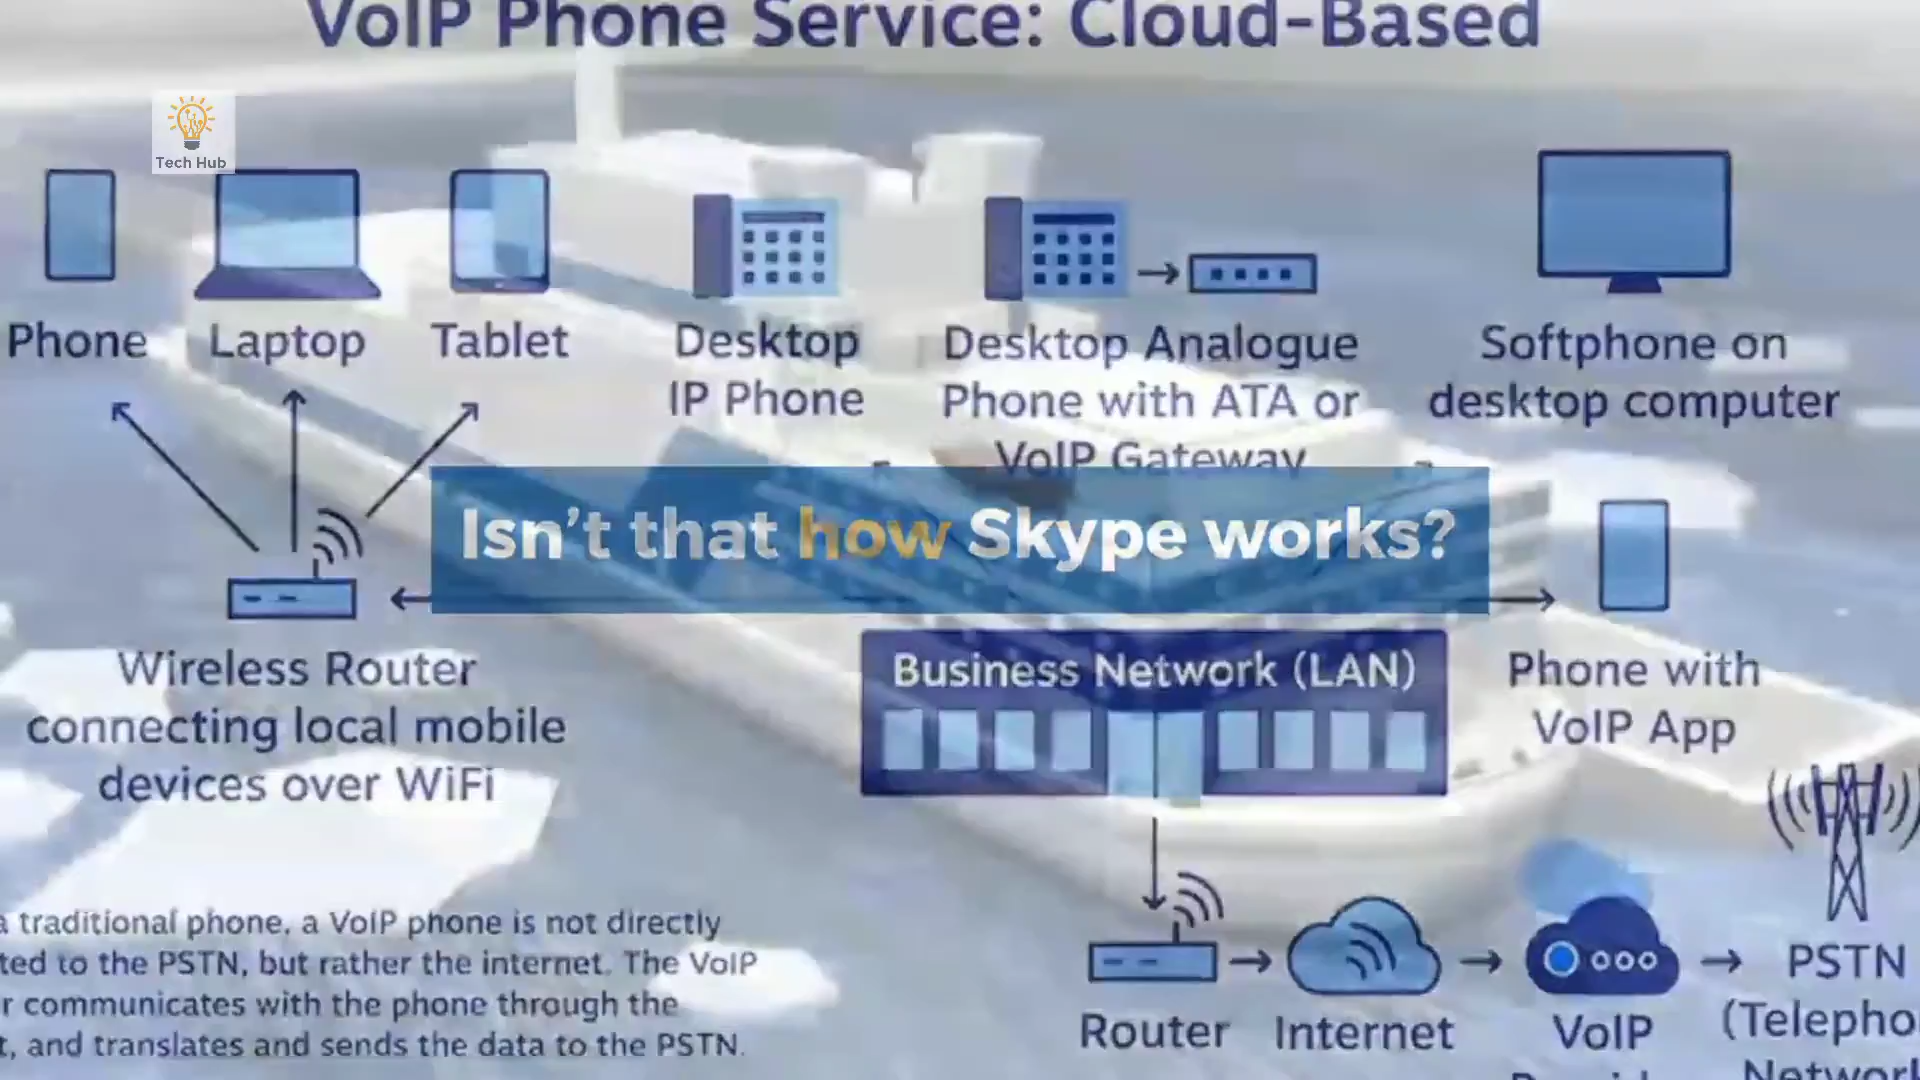 VoIP Phone Service: Cloud-Based
Tech Hub
Phone
Laptop
Tablet
Desktop
IP Phone
Desktop Analogue
Phone with ATA or
VoIP Gateway
Softphone on
desktop computer
Isn't that how Skype works?
Wireless Router
connecting local mobile
devices over WiFi
Business Network (LAN)
Phone with
VoIP App
a traditional phone, a VoIP phone is not directly
ted to the PSTN, but rather the internet. The VoIP
r communicates with the phone through the
t, and translates and sends the data to the PSTN.
Router
Internet
VoIP
PSTN
(Telepho
Network